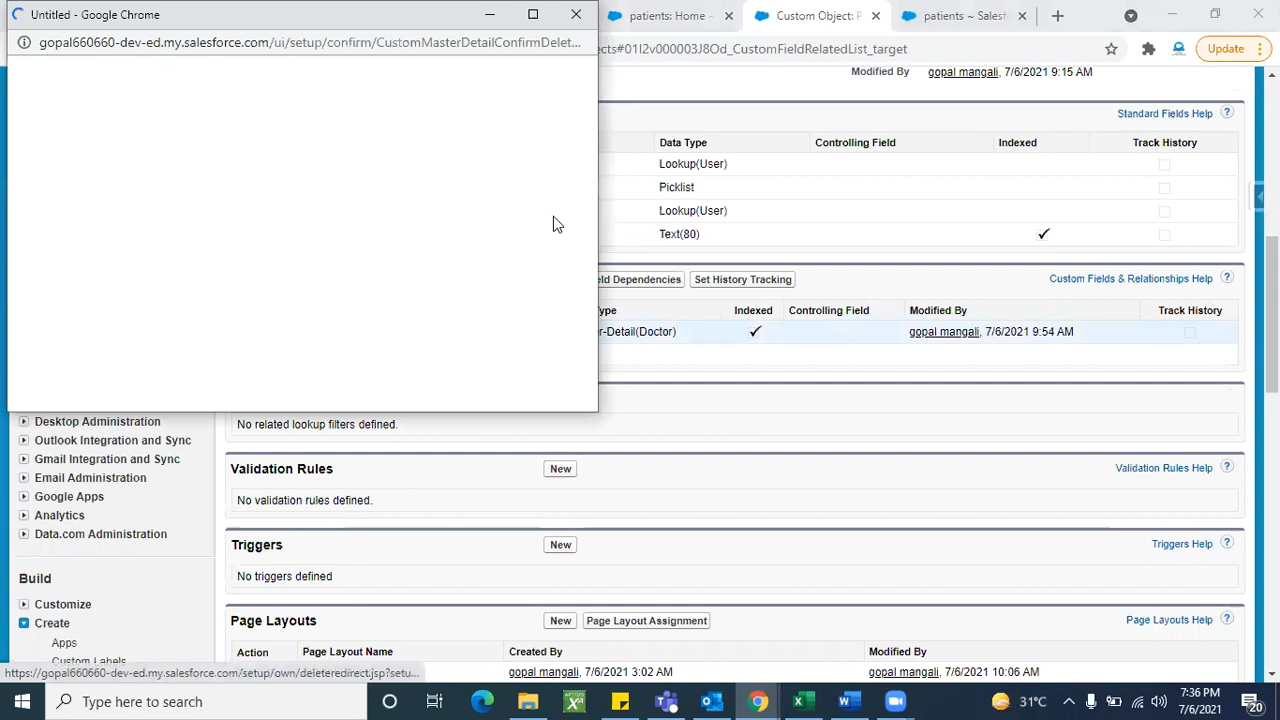 Untitled - Google Chrome
gopal660660-dev-ed.my.salesforce.com/ui/setup/confirm/CustomMasterDetailConfirmDelet...
patients: Home ~
Custom Object: P
patients ~ Salesf
ects#01I2v000003J8Od_CustomFieldRelatedList_target
Update
Modified By gopal mangali, 7/6/2021 9:15 AM
Standard Fields Help ?
Data Type Controlling Field Indexed Track History
Lookup(User)
Picklist
Lookup(User)
Text(80)
eld Dependencies Set History Tracking Custom Fields & Relationships Help ?
ype Indexed Controlling Field Modified By Track History
r-Detail(Doctor) gopal mangali, 7/6/2021 9:54 AM
Desktop Administration
Outlook Integration and Sync
Gmail Integration and Sync
Email Administration
Google Apps
Analytics
Data.com Administration
Build
Customize
Create
Apps
Custom Labels
No related lookup filters defined.
Validation Rules New Validation Rules Help ?
No validation rules defined.
Triggers New Triggers Help ?
No triggers defined
Page Layouts New Page Layout Assignment Page Layouts Help ?
Action Page Layout Name Created By Modified By
gopal mangali, 7/6/2021 3:02 AM gopal mangali, 7/6/2021 10:06 AM
https://gopal660660-dev-ed.my.salesforce.com/setup/own/deleteredirect.jsp?setu...
Type here to search
31°C
7:36 PM
7/6/2021
20